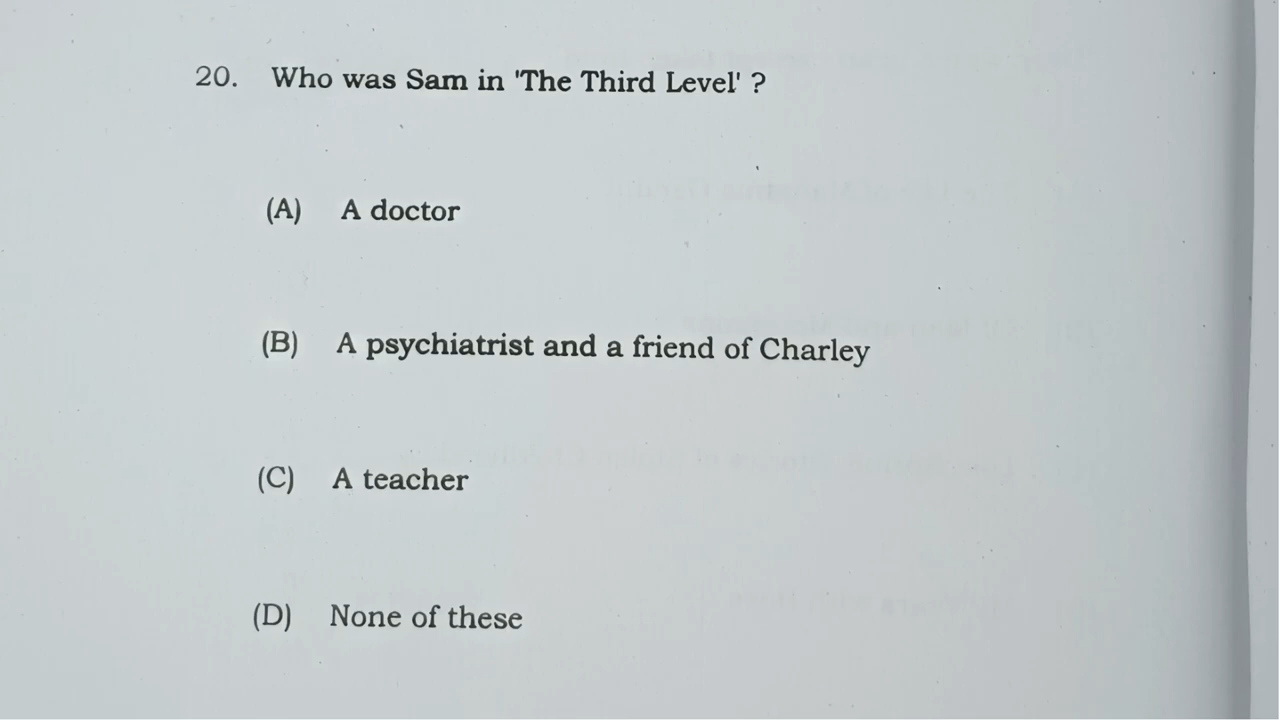 20. Who was Sam in 'The Third Level' ?
(A) A doctor
(B) A psychiatrist and a friend of Charley
(C) A teacher
(D) None of these